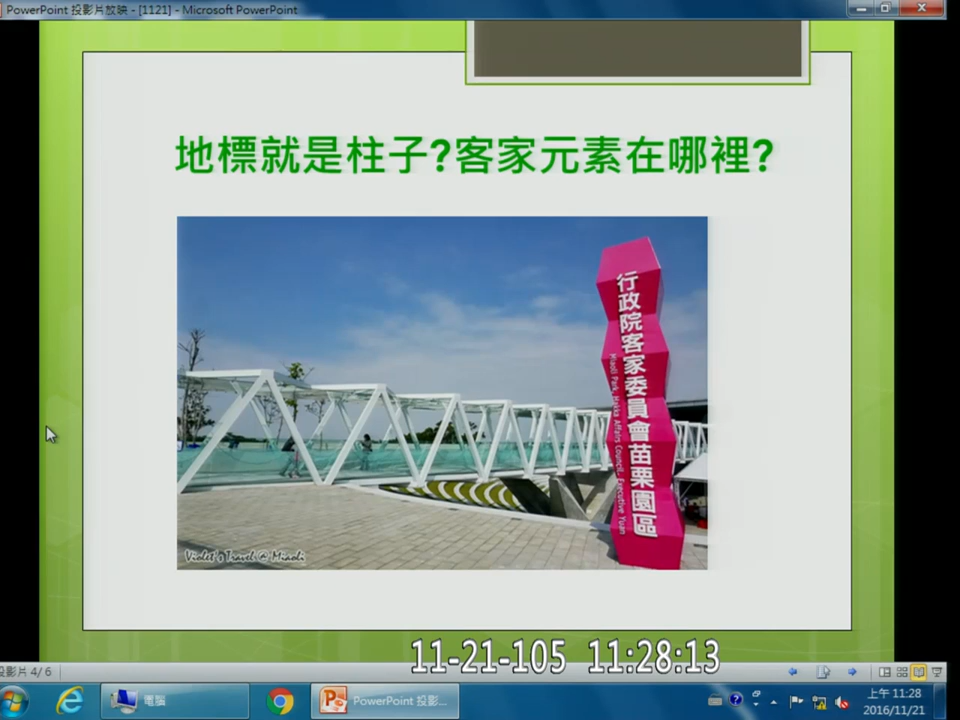 PowerPoint 投影片放映 - [1121] - Microsoft PowerPoint
地標就是柱子?客家元素在哪裡?
行政院客家委員會苗栗園區
Miaoli Park, Hakka Affairs Council, Executive Yuan
Violet's Travel @ Miaoli
11-21-105 11:28:13
投影片 4/6
電腦
PowerPoint 投影...
上午 11:28
2016/11/21